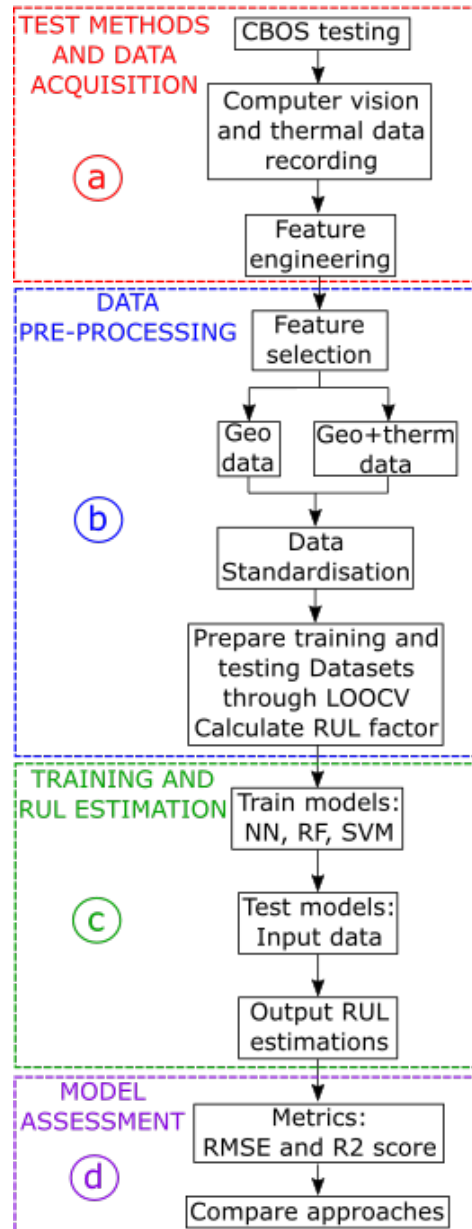 TEST METHODS
AND DATA
ACQUISITION
a
CBOS testing
Computer vision
and thermal data
recording
Feature
engineering
DATA
PRE-PROCESSING
b
Feature
selection
Geo
data
Geo+therm
data
Data
Standardisation
Prepare training and
testing Datasets
through LOOCV
Calculate RUL factor
TRAINING AND
RUL ESTIMATION
c
Train models:
NN, RF, SVM
Test models:
Input data
Output RUL
estimations
MODEL
ASSESSMENT
d
Metrics:
RMSE and R2 score
Compare approaches